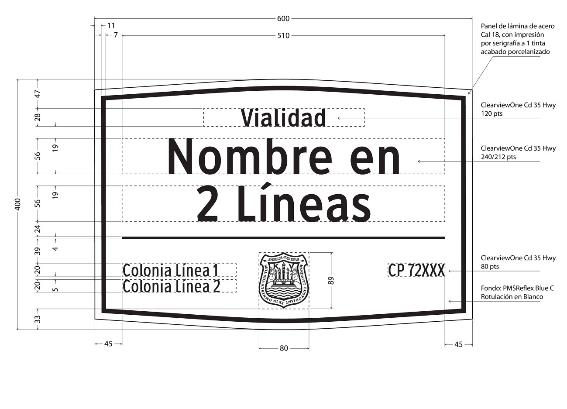 600
11
7
510
Panel de lámina de acero
Cal 18, con impresión
por serigrafía a 1 tinta
acabado porcelanizado
47
28
Vialidad
ClearviewOne Cd 35 Hwy
120 pts
56
19
Nombre en
ClearviewOne Cd 35 Hwy
240/212 pts
400
56
19
2 Líneas
24
39
4
20
Colonia Línea 1
CP 72XXX
ClearviewOne Cd 35 Hwy
80 pts
20
5
Colonia Línea 2
89
Fondo: PMSReflex Blue C
Rotulación en Blanco
33
45
80
45